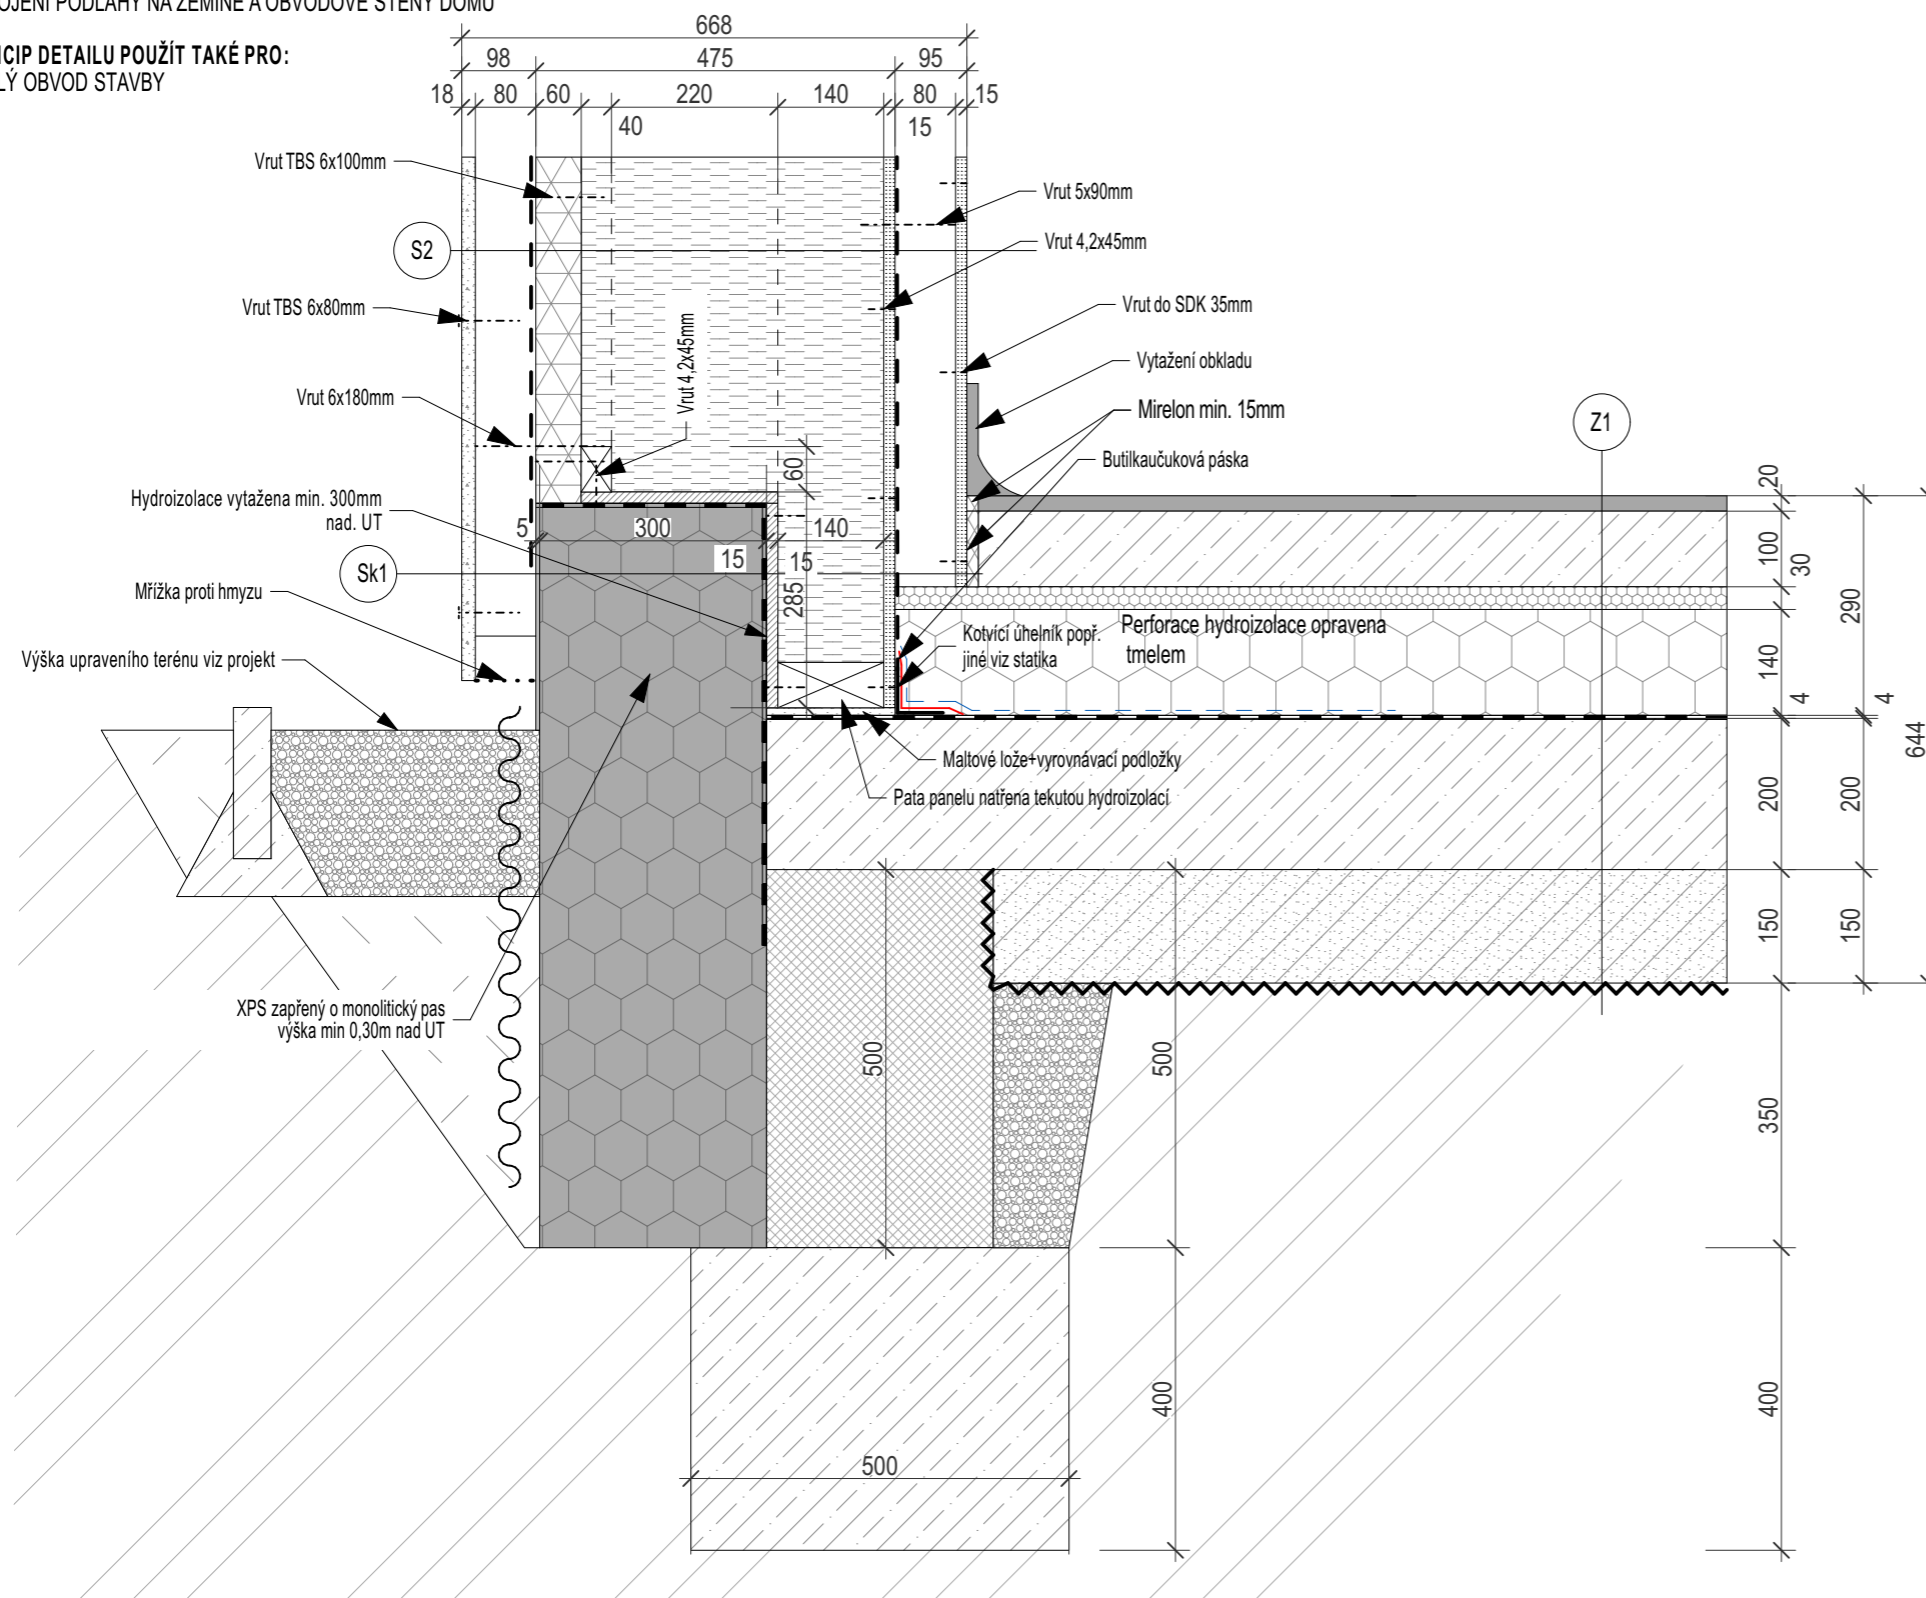 OJENÍ PODLAHY NA ZEMINĚ A OBVODOVÉ STĚNY DOMU
CIP DETAILU POUŽÍT TAKÉ PRO:
LÝ OBVOD STAVBY
668
98 475 95
18 80 60 220 140 80 15
40 15
Vrut TBS 6x100mm
Vrut 5x90mm
S2
Vrut 4,2x45mm
Vrut TBS 6x80mm
Vrut do SDK 35mm
Vrut 4,2x45mm
Vytažení obkladu
Vrut 6x180mm
Mirelon min. 15mm
Z1
Butilkaučuková páska
60
20
Hydroizolace vytažena min. 300mm
nad. UT
5 300 140
15 15
100
30
Sk1
285
290
Mřížka proti hmyzu
Kotvící úhelník popř.
jiné viz statika
Perforace hydroizolace opravena
tmelem
140
Výška upraveního terénu viz projekt
4 4
644
Maltové lože+vyrovnávací podložky
Pata panelu natřena tekutou hydroizolací
200 200
150 150
XPS zapřený o monolitický pas
výška min 0,30m nad UT
500 500
350
400 400
500